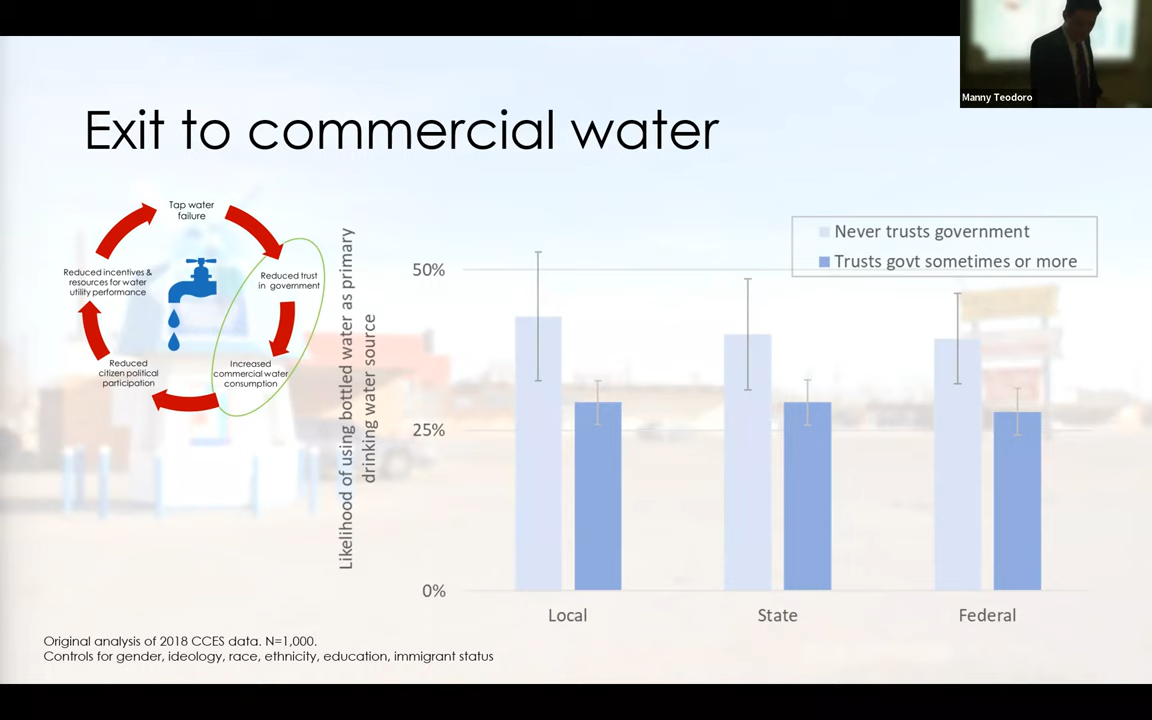 Manny Teodoro
Exit to commercial water
Tap water
failure
Reduced trust
in government
Increased
commercial water
consumption
Reduced
citizen political
participation
Reduced incentives &
resources for water
utility performance
Likelihood of using bottled water as primary
drinking water source
Never trusts government
Trusts govt sometimes or more
50%
25%
0%
Local
State
Federal
Original analysis of 2018 CCES data. N=1,000.
Controls for gender, ideology, race, ethnicity, education, immigrant status